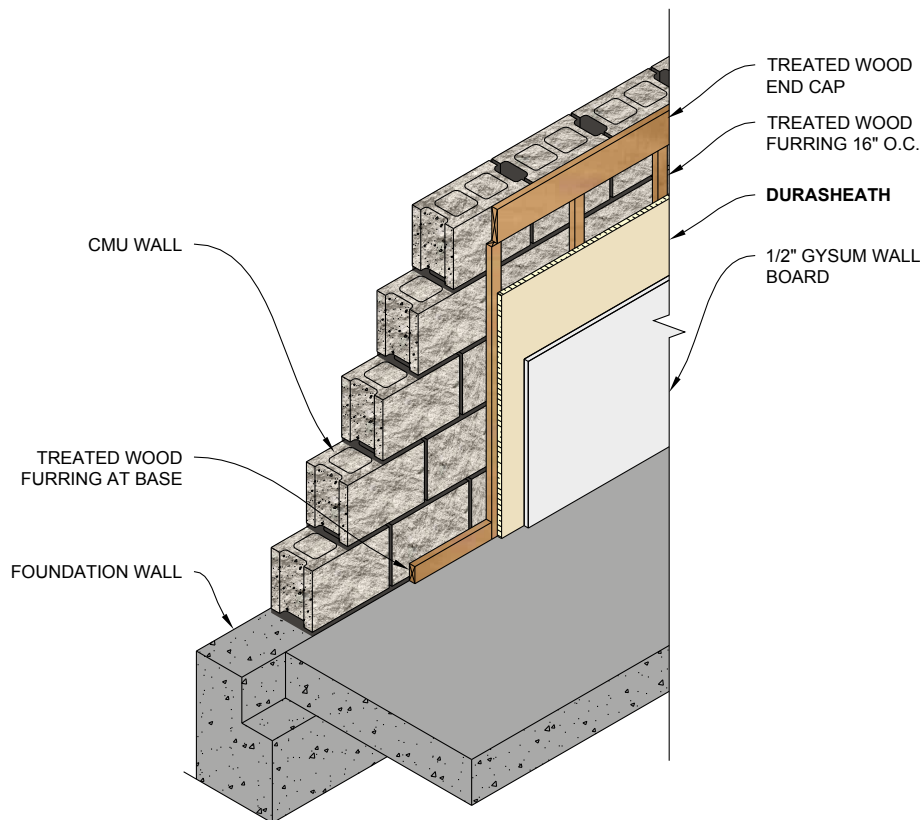 TREATED WOOD
END CAP
TREATED WOOD
FURRING 16" O.C.
DURASHEATH
1/2" GYSUM WALL
BOARD
CMU WALL
TREATED WOOD
FURRING AT BASE
FOUNDATION WALL